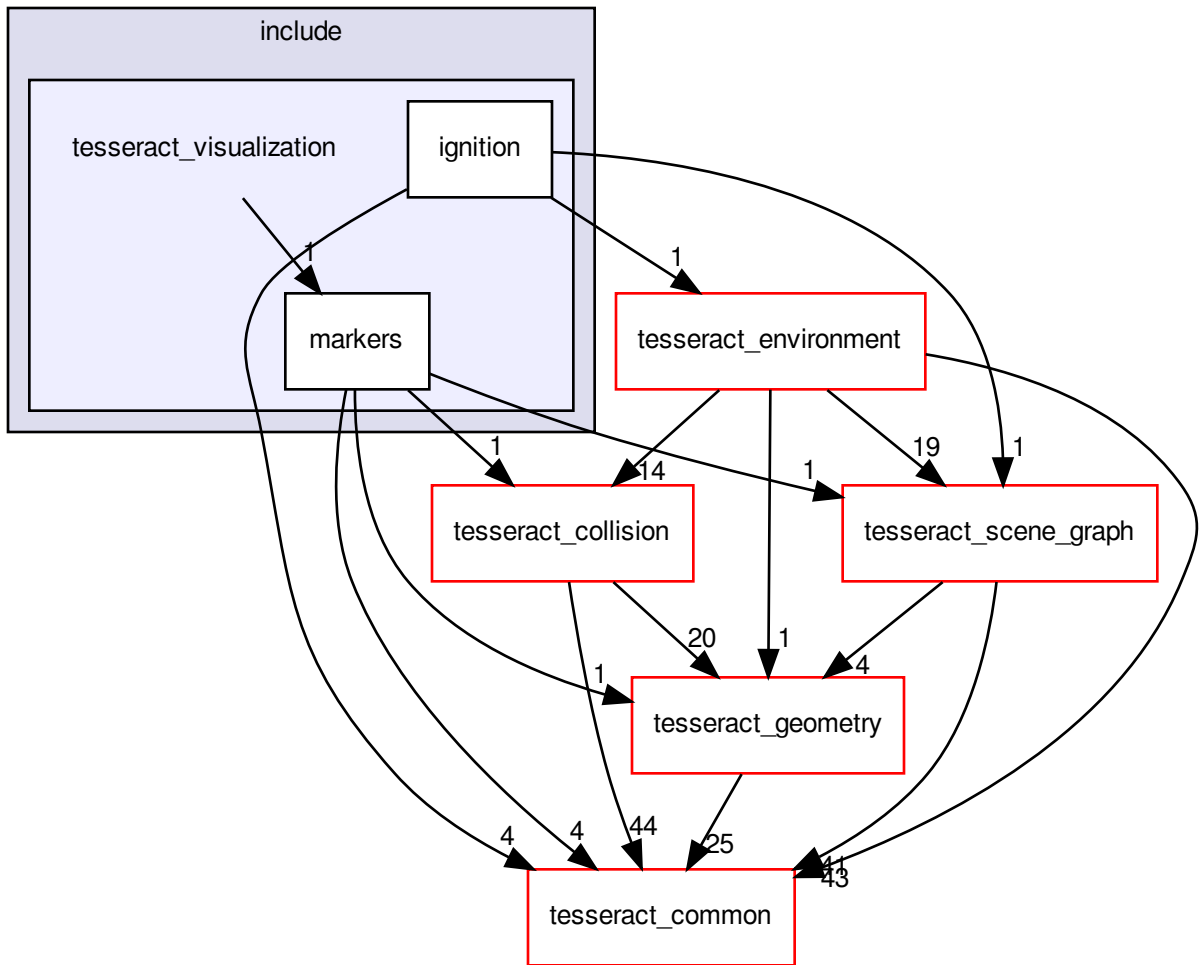 include
tesseract_visualization
ignition
1
1
markers
tesseract_environment
1
14
19
1
1
tesseract_collision
tesseract_scene_graph
20
1
4
1
tesseract_geometry
4
4
44
25
41
43
tesseract_common